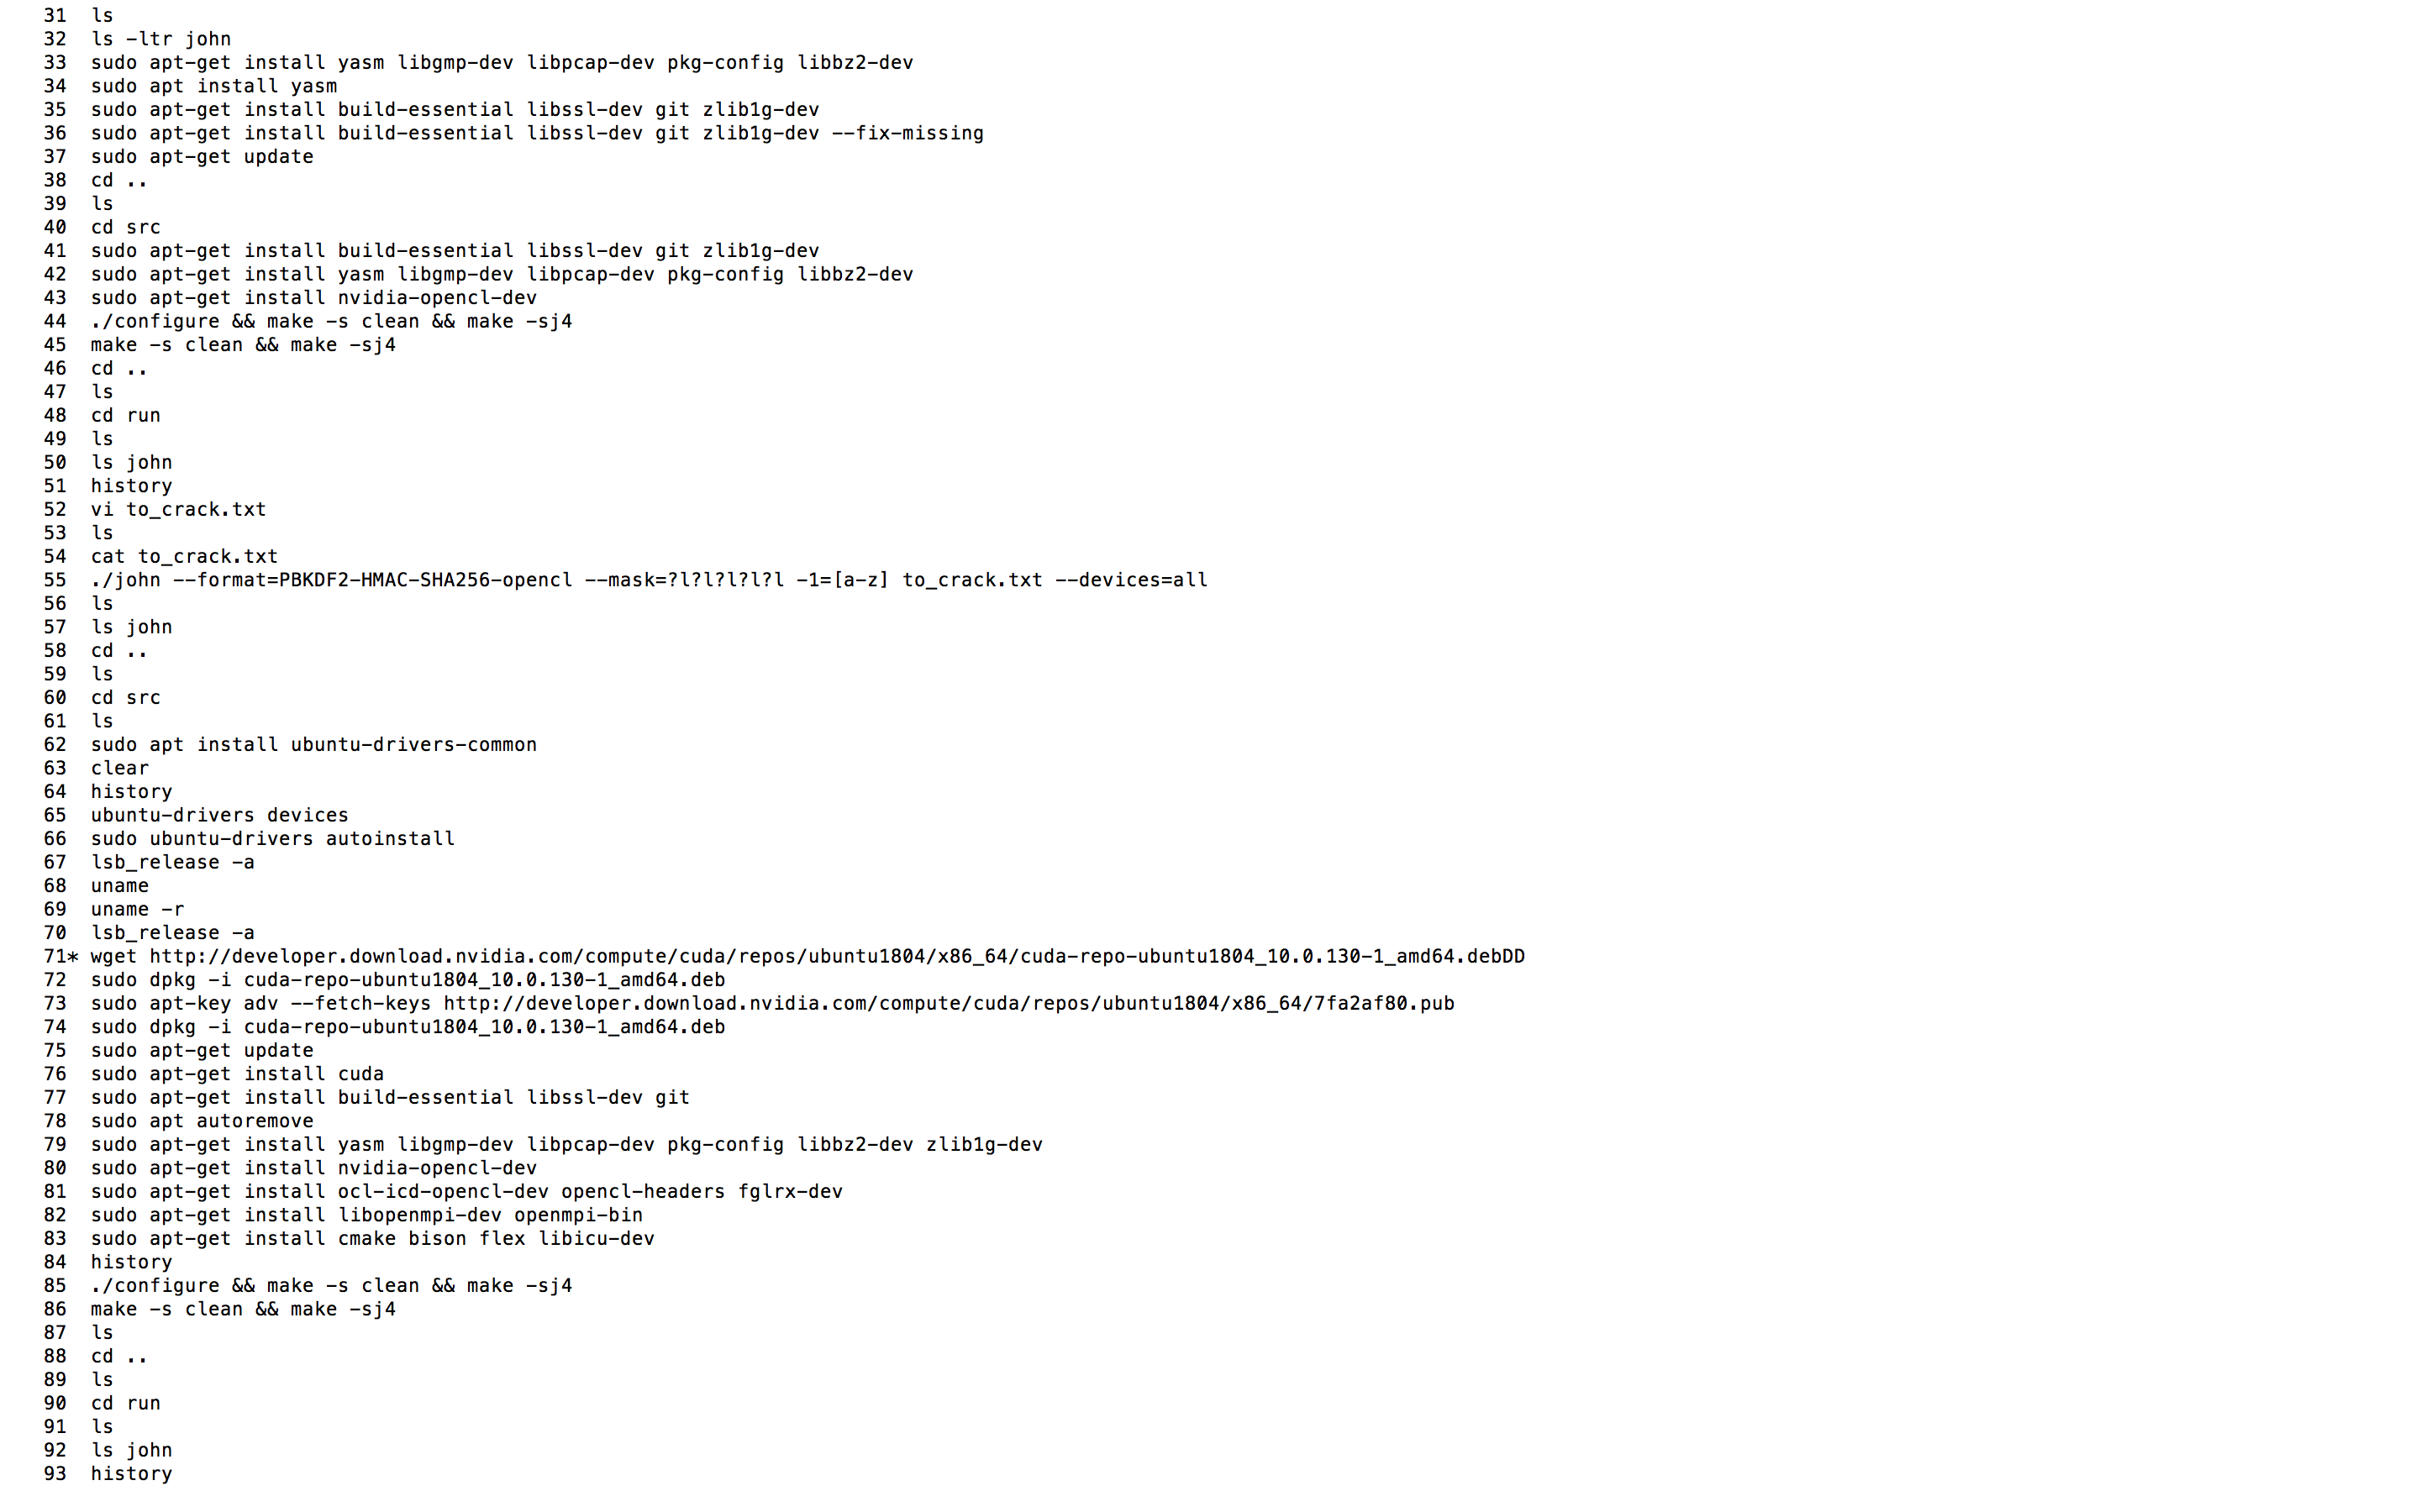 31 ls
32 ls -ltr john
33 sudo apt-get install yasm libgmp-dev libpcap-dev pkg-config libbz2-dev
34 sudo apt install yasm
35 sudo apt-get install build-essential libssl-dev git zlib1g-dev
36 sudo apt-get install build-essential libssl-dev git zlib1g-dev --fix-missing
37 sudo apt-get update
38 cd ..
39 ls
40 cd src
41 sudo apt-get install build-essential libssl-dev git zlib1g-dev
42 sudo apt-get install yasm libgmp-dev libpcap-dev pkg-config libbz2-dev
43 sudo apt-get install nvidia-opencl-dev
44 ./configure && make -s clean && make -sj4
45 make -s clean && make -sj4
46 cd ..
47 ls
48 cd run
49 ls
50 ls john
51 history
52 vi to_crack.txt
53 ls
54 cat to_crack.txt
55 ./john --format=PBKDF2-HMAC-SHA256-opencl --mask=?l?l?l?l?l -1=[a-z] to_crack.txt --devices=all
56 ls
57 ls john
58 cd ..
59 ls
60 cd src
61 ls
62 sudo apt install ubuntu-drivers-common
63 clear
64 history
65 ubuntu-drivers devices
66 sudo ubuntu-drivers autoinstall
67 lsb_release -a
68 uname
69 uname -r
70 lsb_release -a
71* wget http://developer.download.nvidia.com/compute/cuda/repos/ubuntu1804/x86_64/cuda-repo-ubuntu1804_10.0.130-1_amd64.debDD
72 sudo dpkg -i cuda-repo-ubuntu1804_10.0.130-1_amd64.deb
73 sudo apt-key adv --fetch-keys http://developer.download.nvidia.com/compute/cuda/repos/ubuntu1804/x86_64/7fa2af80.pub
74 sudo dpkg -i cuda-repo-ubuntu1804_10.0.130-1_amd64.deb
75 sudo apt-get update
76 sudo apt-get install cuda
77 sudo apt-get install build-essential libssl-dev git
78 sudo apt autoremove
79 sudo apt-get install yasm libgmp-dev libpcap-dev pkg-config libbz2-dev zlib1g-dev
80 sudo apt-get install nvidia-opencl-dev
81 sudo apt-get install ocl-icd-opencl-dev opencl-headers fglrx-dev
82 sudo apt-get install libopenmpi-dev openmpi-bin
83 sudo apt-get install cmake bison flex libicu-dev
84 history
85 ./configure && make -s clean && make -sj4
86 make -s clean && make -sj4
87 ls
88 cd ..
89 ls
90 cd run
91 ls
92 ls john
93 history